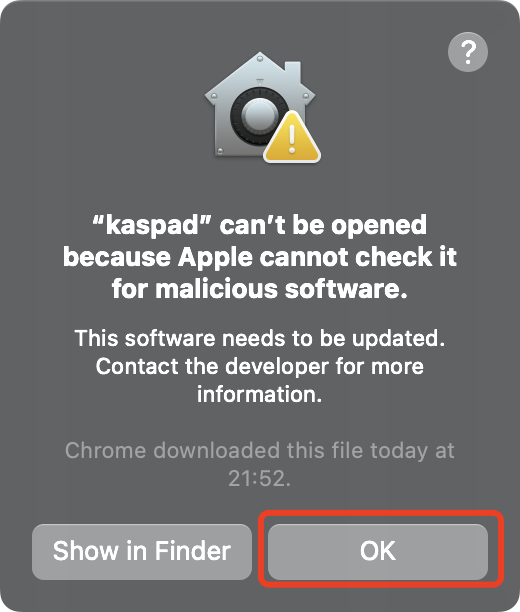 ?
“kaspad” can’t be opened
because Apple cannot check it
for malicious software.
This software needs to be updated.
Contact the developer for more
information.
Chrome downloaded this file today at
21:52.
Show in Finder
OK